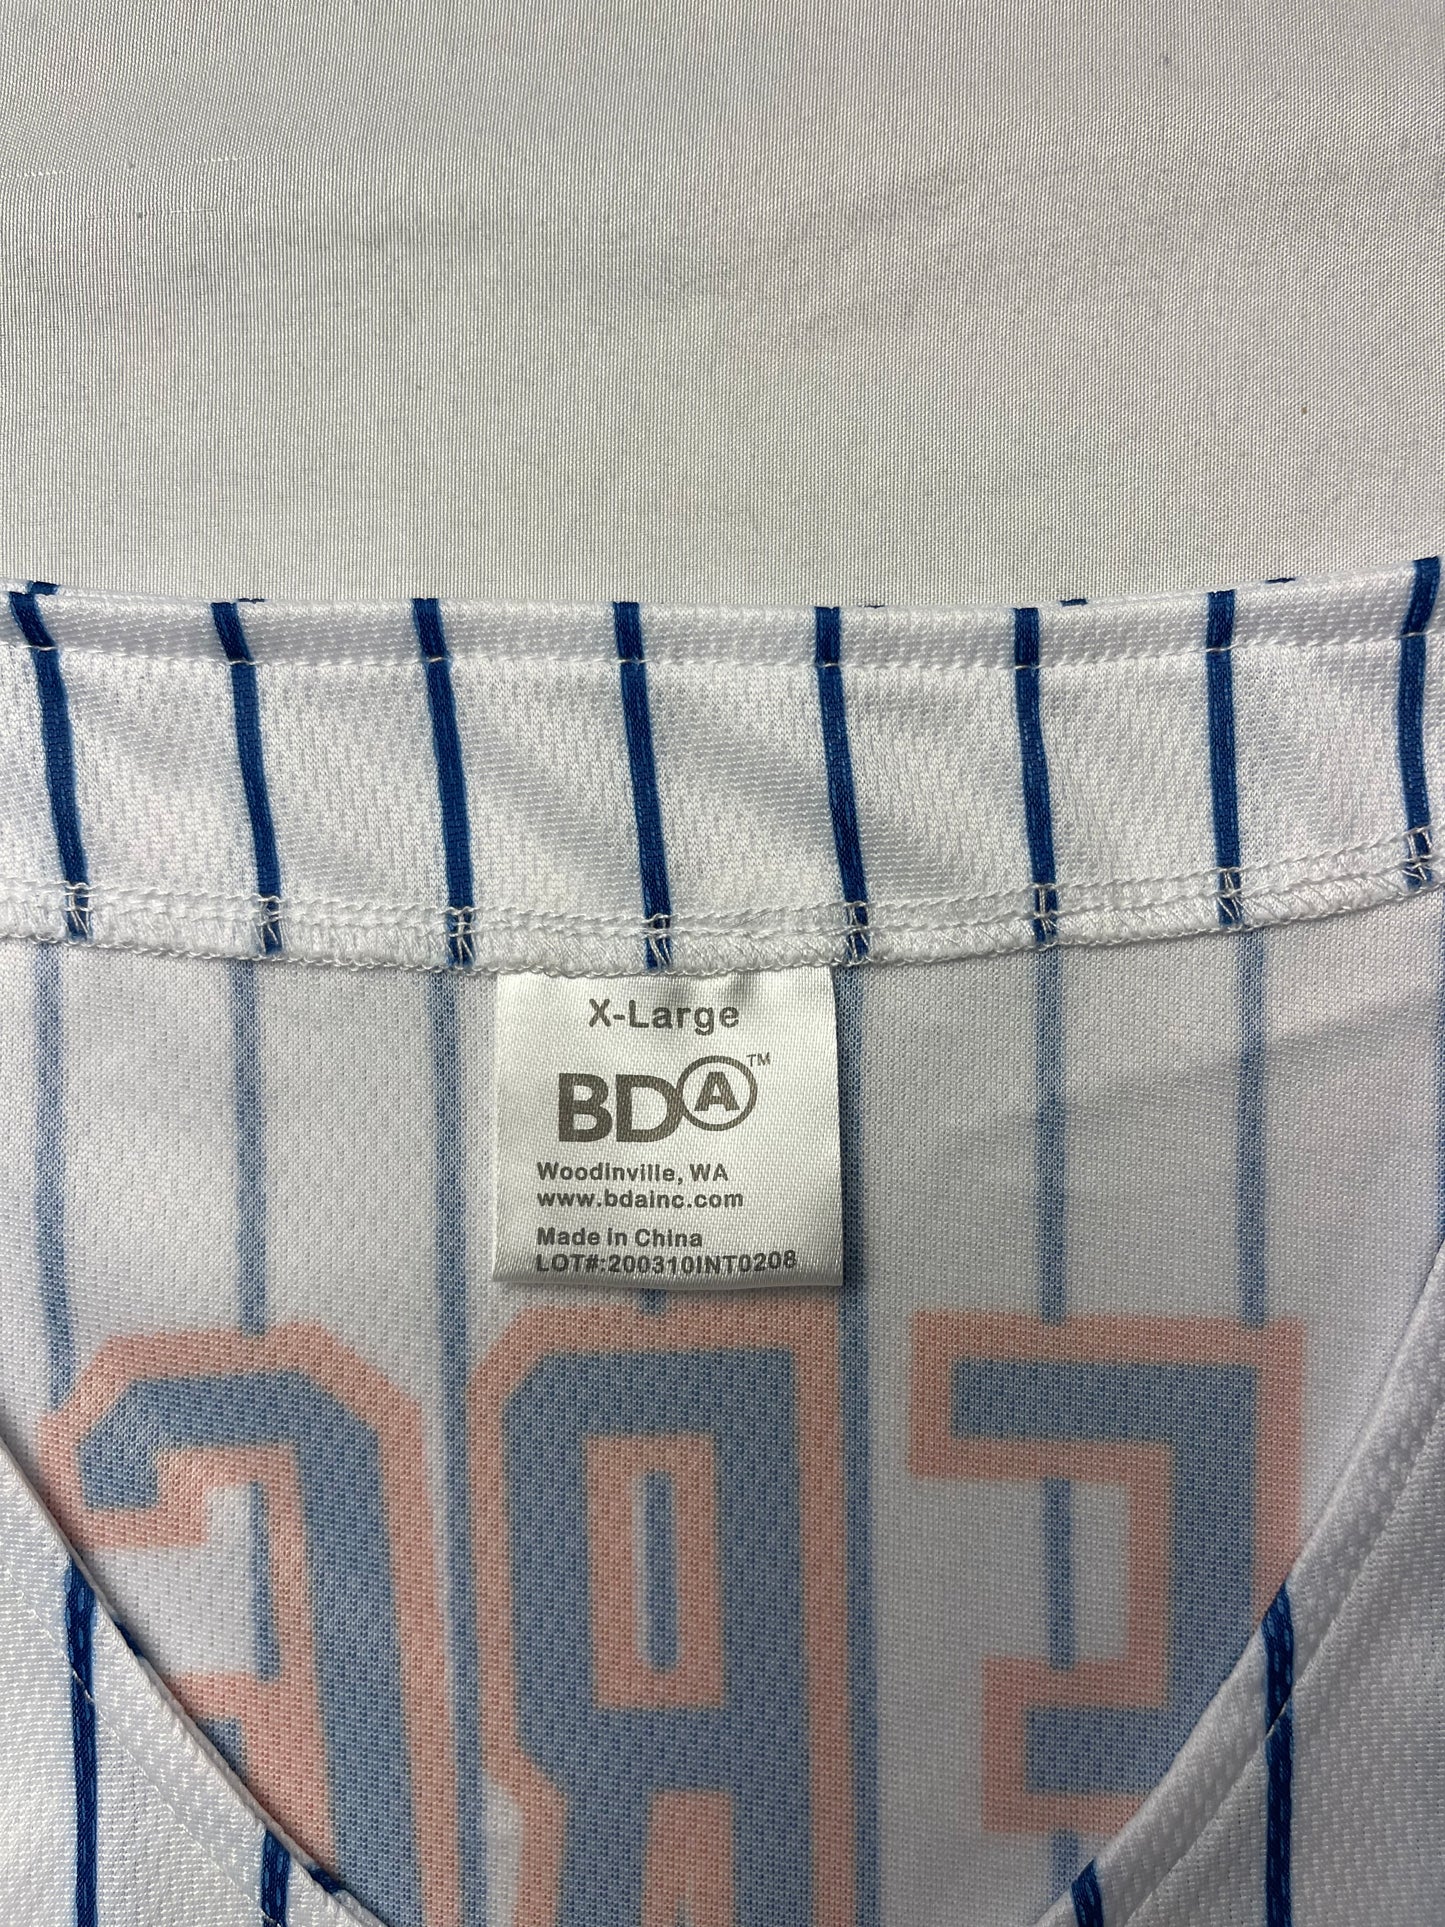 X-Large
BDA™
Woodinville, WA
www.bdainc.com
Made in China
LOT#:200310INT0208